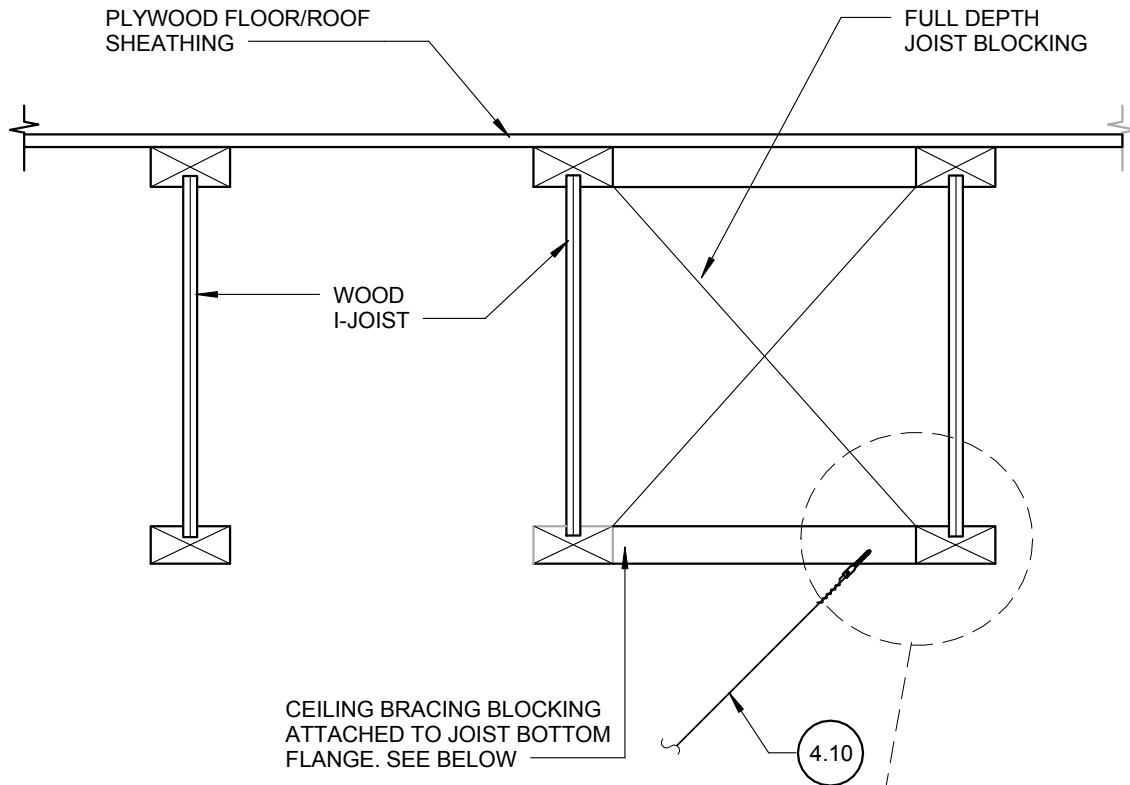 PLYWOOD FLOOR/ROOF
SHEATHING
FULL DEPTH
JOIST BLOCKING
WOOD
I-JOIST
CEILING BRACING BLOCKING
ATTACHED TO JOIST BOTTOM
FLANGE. SEE BELOW
4.10